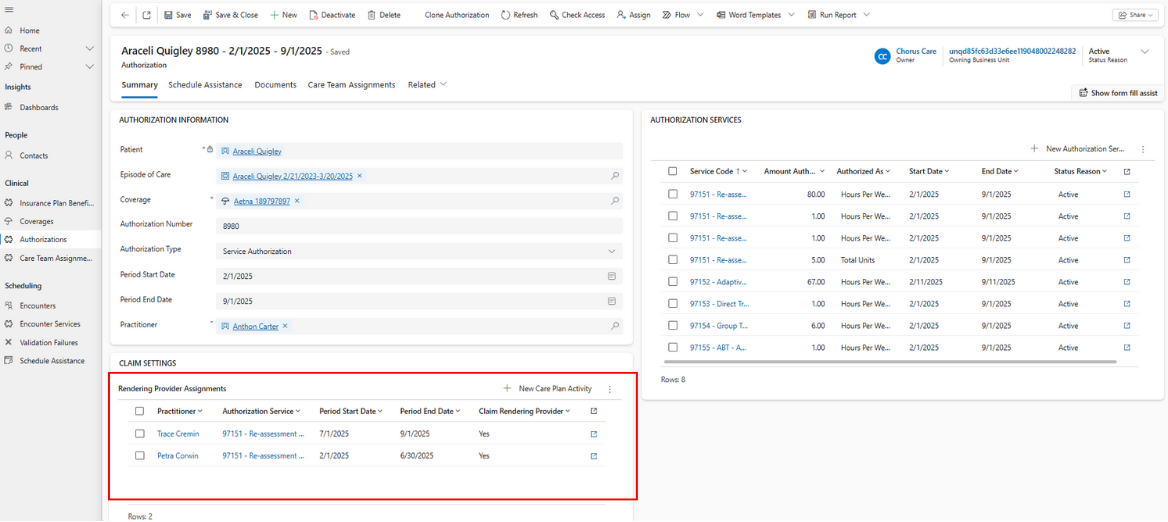 Save
Save & Close
New
Deactivate
Delete
Clone Authorization
Refresh
Check Access
Assign
Flow
Word Templates
Run Report
Share
Home
Recent
Pinned
Insights
Dashboards
People
Contacts
Clinical
Insurance Plan Benefi...
Coverages
Authorizations
Care Team Assignme...
Scheduling
Encounters
Encounter Services
Validation Failures
Schedule Assistance
Araceli Quigley 8980 - 2/1/2025 - 9/1/2025 - Saved
Authorization
CC
Chorus Care
Owner
unqd85fc63d33e6ee119048002248282
Owning Business Unit
Active
Status Reason
Summary Schedule Assistance Documents Care Team Assignments Related
Show form fill assist
AUTHORIZATION INFORMATION
Patient * Araceli Quigley
Episode of Care Araceli Quigley 2/21/2023-3/20/2025 ×
Coverage * Aetna 189797897 ×
Authorization Number 8980
Authorization Type Service Authorization
Period Start Date 2/1/2025
Period End Date 9/1/2025
Practitioner * Anthon Carter ×
CLAIM SETTINGS
Rendering Provider Assignments + New Care Plan Activity
Practitioner Authorization Service Period Start Date Period End Date Claim Rendering Provider
Trace Cremin 97151 - Re-assessment ... 7/1/2025 9/1/2025 Yes
Petra Corwin 97151 - Re-assessment ... 2/1/2025 6/30/2025 Yes
Rows: 2
AUTHORIZATION SERVICES
+ New Authorization Ser...
Service Code ↑ Amount Auth... Authorized As Start Date End Date Status Reason
97151 - Re-asse... 80.00 Hours Per We... 2/1/2025 9/1/2025 Active
97151 - Re-asse... 1.00 Hours Per We... 2/1/2025 9/1/2025 Active
97151 - Re-asse... 1.00 Hours Per We... 2/1/2025 9/1/2025 Active
97151 - Re-asse... 5.00 Total Units 2/1/2025 9/1/2025 Active
97152 - Adaptiv... 67.00 Hours Per We... 2/11/2025 9/11/2025 Active
97153 - Direct Tr... 1.00 Hours Per We... 2/1/2025 9/1/2025 Active
97154 - Group T... 6.00 Hours Per We... 2/1/2025 9/1/2025 Active
97155 - ABT - A... 1.00 Hours Per We... 2/1/2025 9/1/2025 Active
Rows: 8